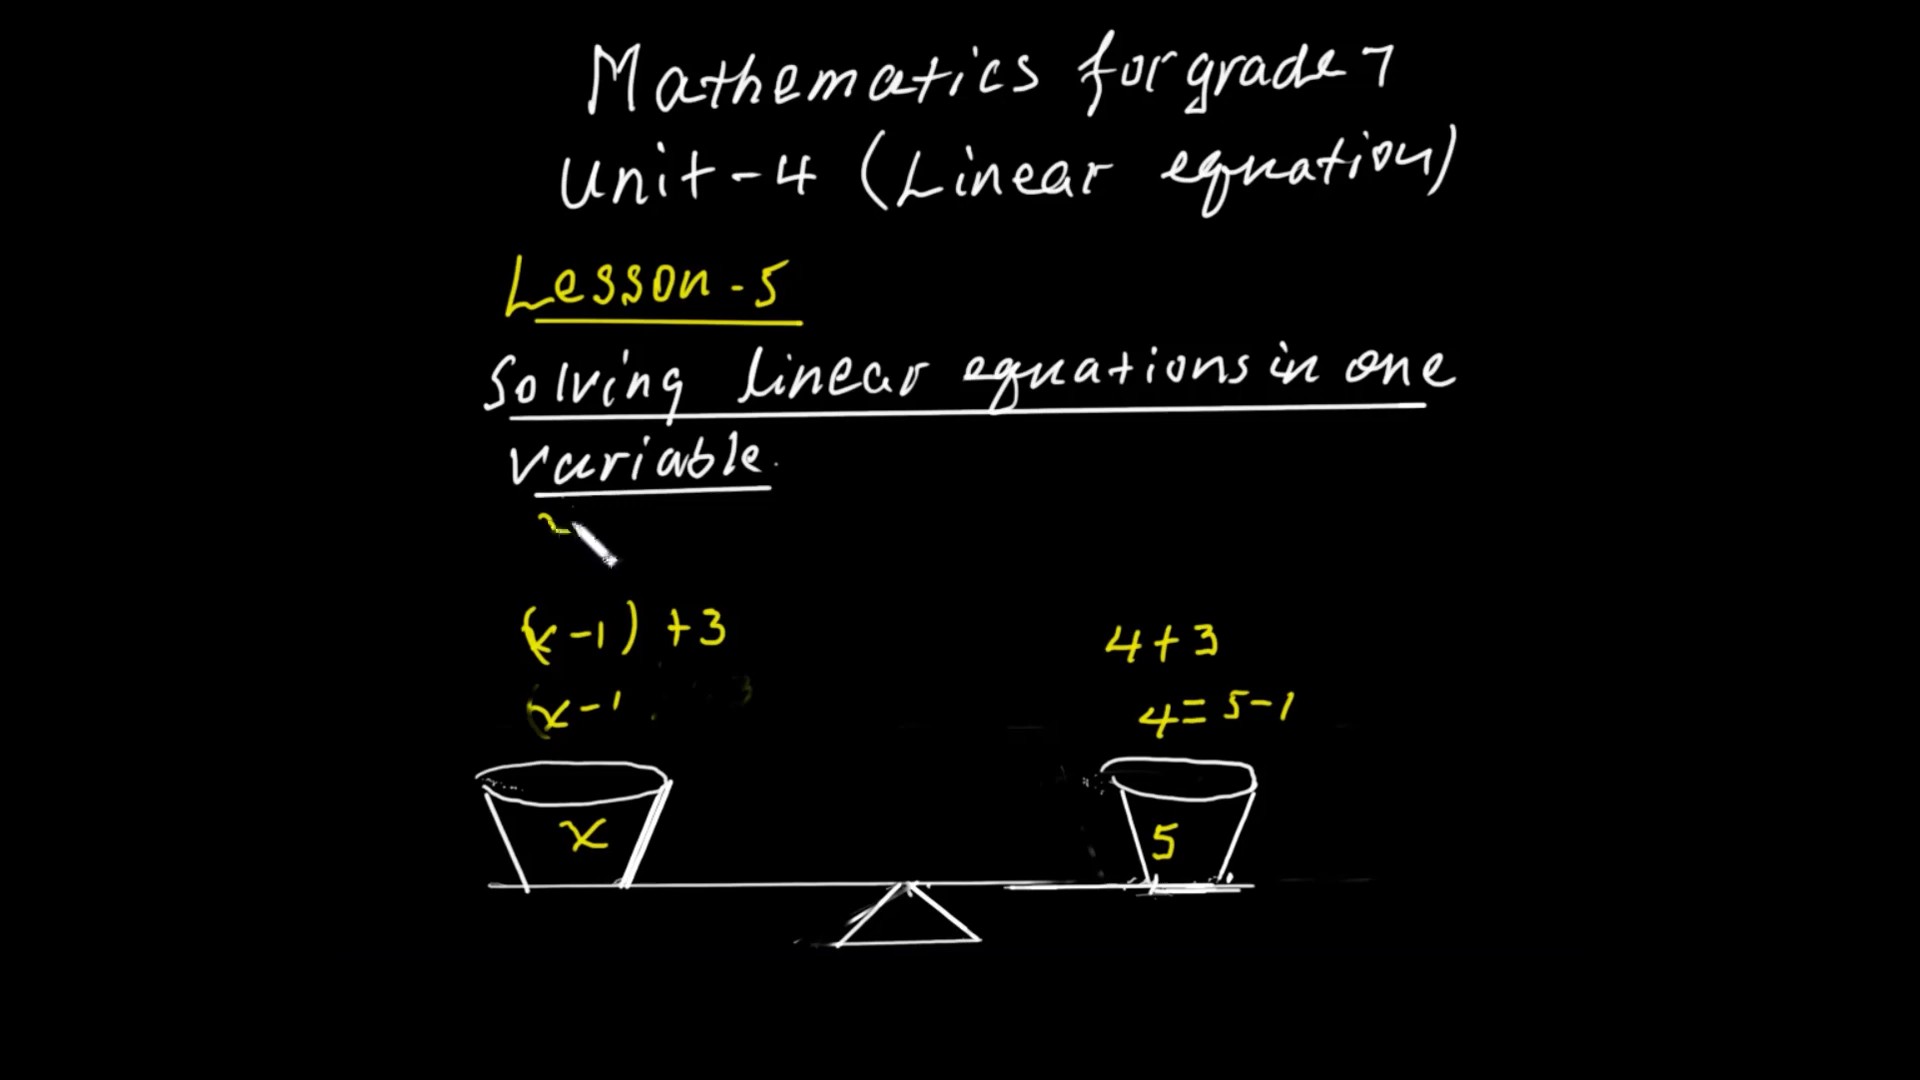 Mathematics for grade 7
Unit-4 (Linear equation)
Lesson-5
Solving linear equations in one
variable.
(x-1) +3
4+3
x-1
4=5-1
x
5